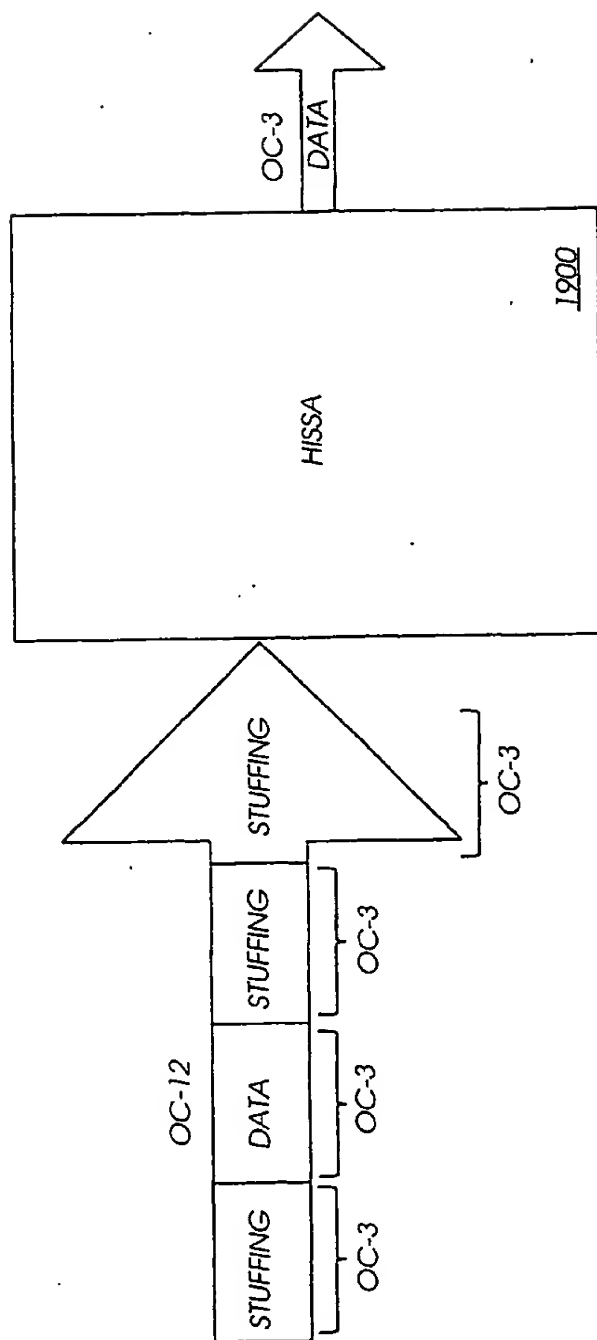 OC-12
STUFFING
DATA
STUFFING
STUFFING
OC-3
OC-3
OC-3
OC-3
HISSA
1900
OC-3
DATA